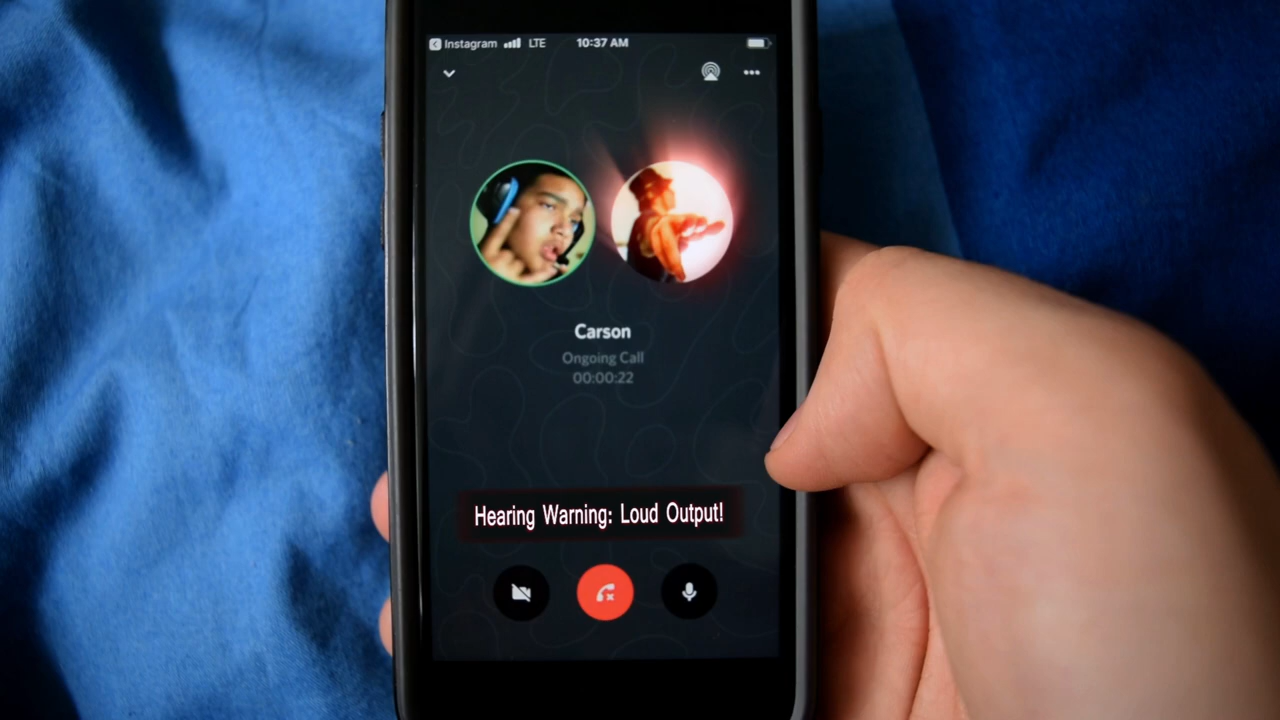 Instagram LTE 10:37 AM
Carson
Ongoing Call
00:00:22
Hearing Warning: Loud Output!